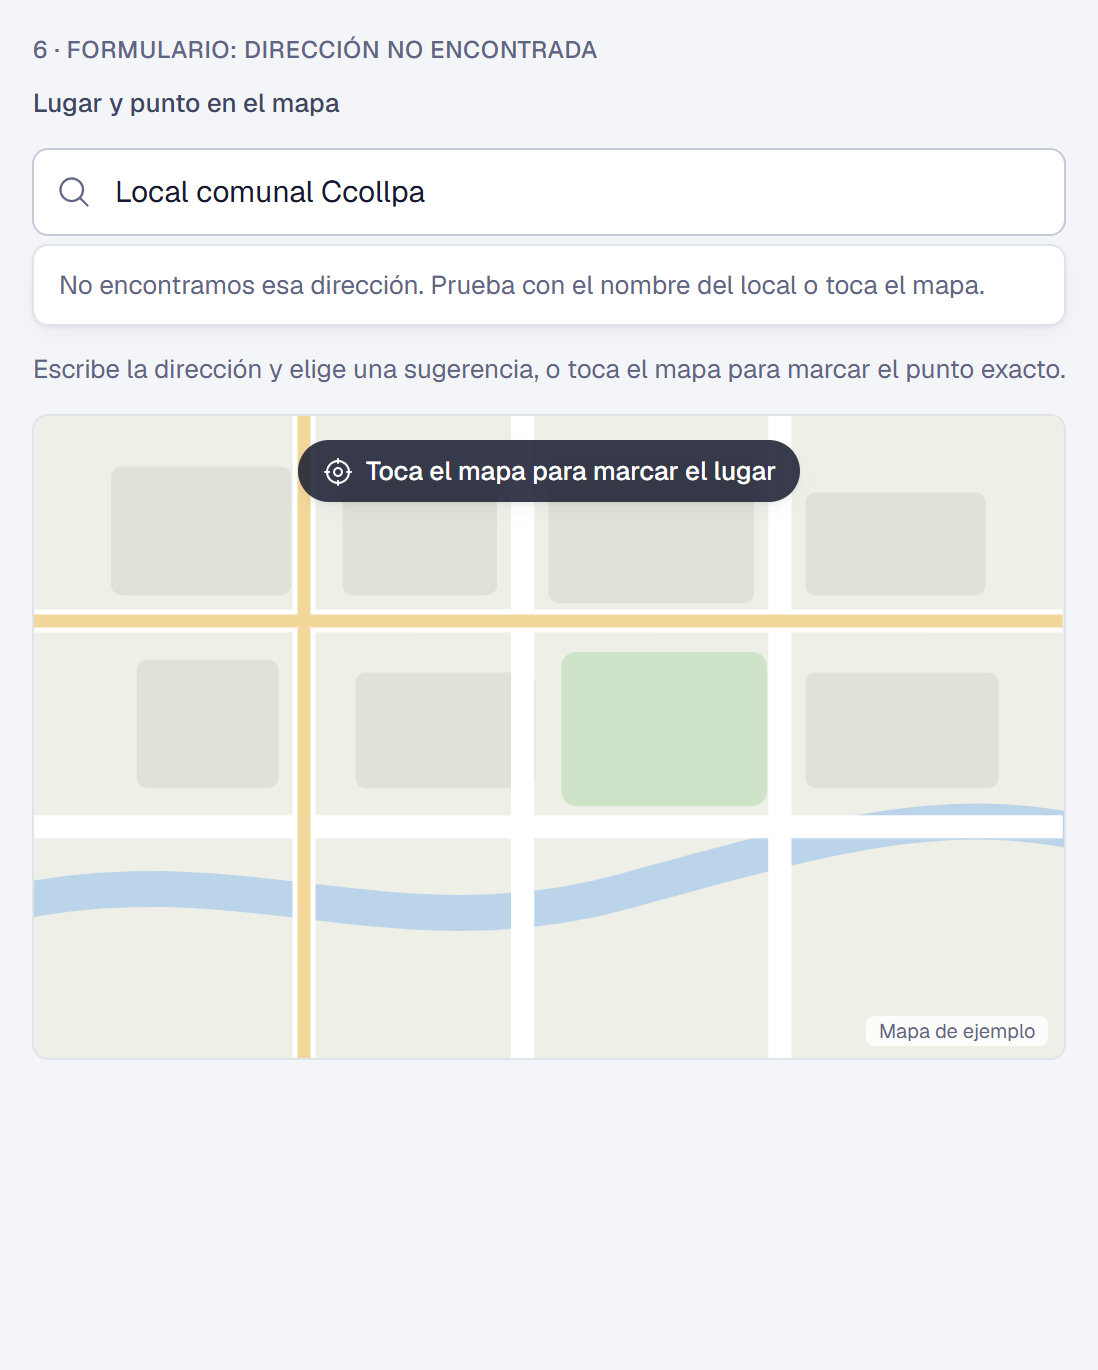 6 · FORMULARIO: DIRECCIÓN NO ENCONTRADA
Lugar y punto en el mapa
Local comunal Ccollpa
No encontramos esa dirección. Prueba con el nombre del local o toca el mapa.
Escribe la dirección y elige una sugerencia, o toca el mapa para marcar el punto exacto.
Toca el mapa para marcar el lugar
Mapa de ejemplo